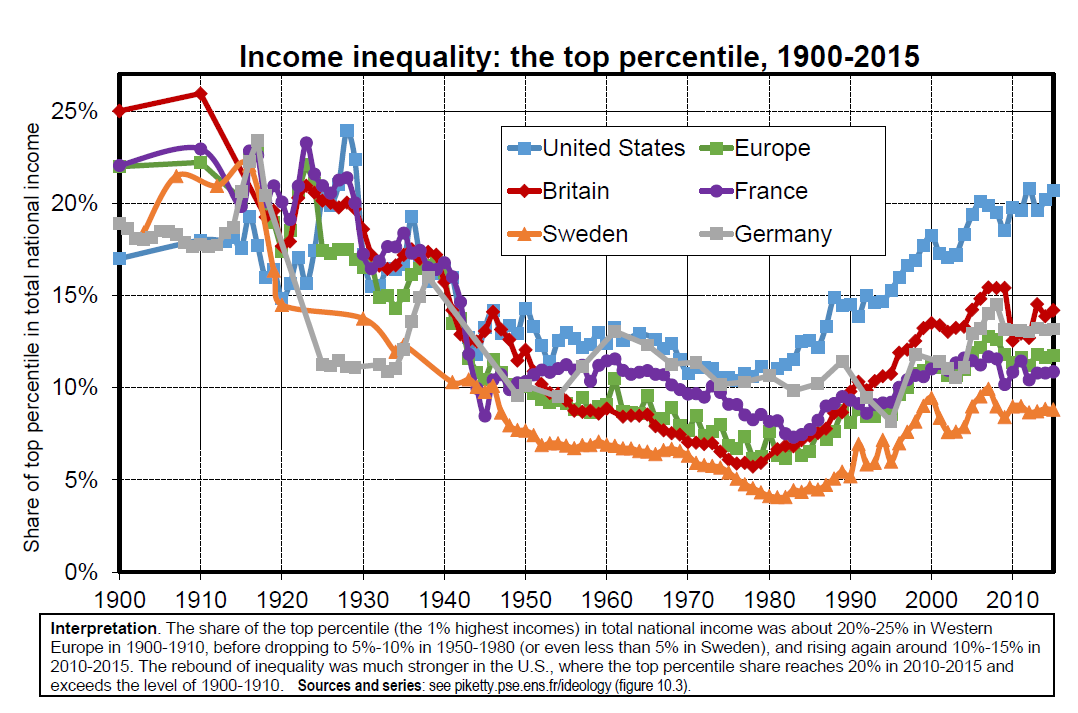 Income inequality: the top percentile, 1900-2015
Share of top percentile in total national income
25%
20%
15%
10%
5%
0%
United States
Europe
Britain
France
Sweden
Germany
1900 1910 1920 1930 1940 1950 1960 1970 1980 1990 2000 2010
Interpretation. The share of the top percentile (the 1% highest incomes) in total national income was about 20%-25% in Western
Europe in 1900-1910, before dropping to 5%-10% in 1950-1980 (or even less than 5% in Sweden), and rising again around 10%-15% in
2010-2015. The rebound of inequality was much stronger in the U.S., where the top percentile share reaches 20% in 2010-2015 and
exceeds the level of 1900-1910. Sources and series: see piketty.pse.ens.fr/ideology (figure 10.3).